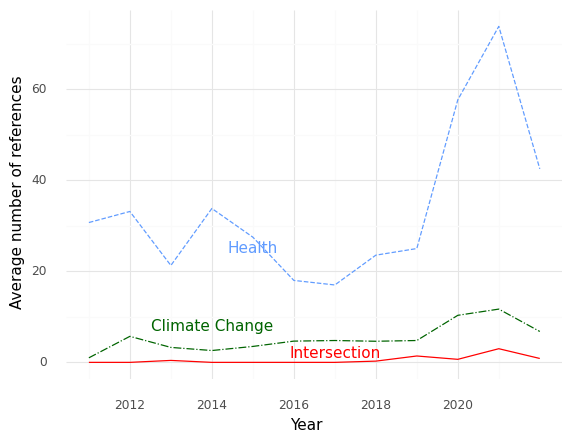 Average number of references
60
40
20
0
Health
Climate Change
Intersection
2012 2014 2016 2018 2020
Year